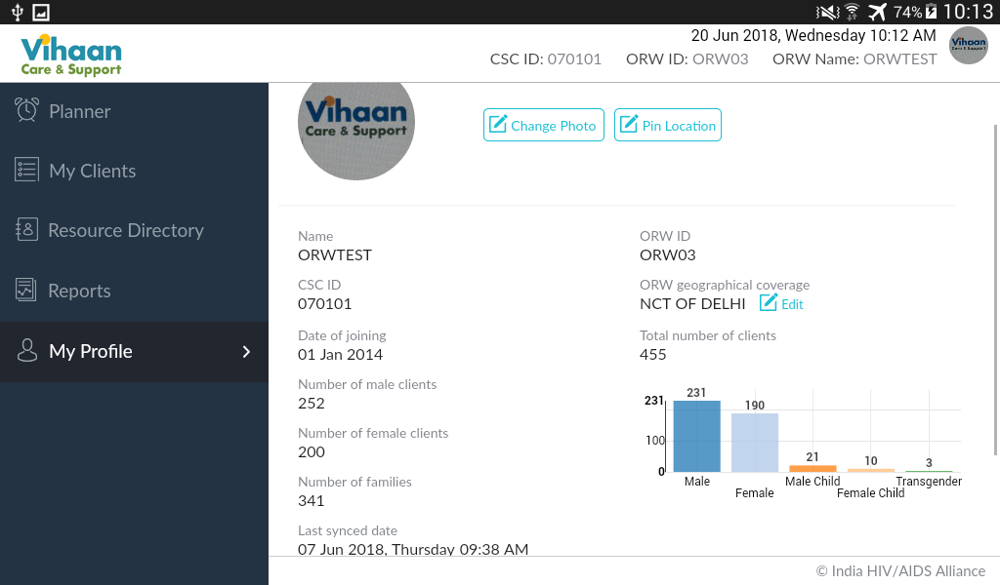 74% 10:13
Vihaan
Care & Support
20 Jun 2018, Wednesday 10:12 AM
CSC ID: 070101 ORW ID: ORW03 ORW Name: ORWTEST
Vihaan
Care & Support
Planner
My Clients
Resource Directory
Reports
My Profile
Vihaan
Care & Support
Change Photo
Pin Location
Name
ORWTEST
ORW ID
ORW03
CSC ID
070101
ORW geographical coverage
NCT OF DELHI Edit
Date of joining
01 Jan 2014
Total number of clients
455
Number of male clients
252
Number of female clients
200
Number of families
341
Last synced date
07 Jun 2018, Thursday 09:38 AM
231
100
0
231
190
21
10
3
Male
Female
Male Child
Female Child
Transgender
© India HIV/AIDS Alliance